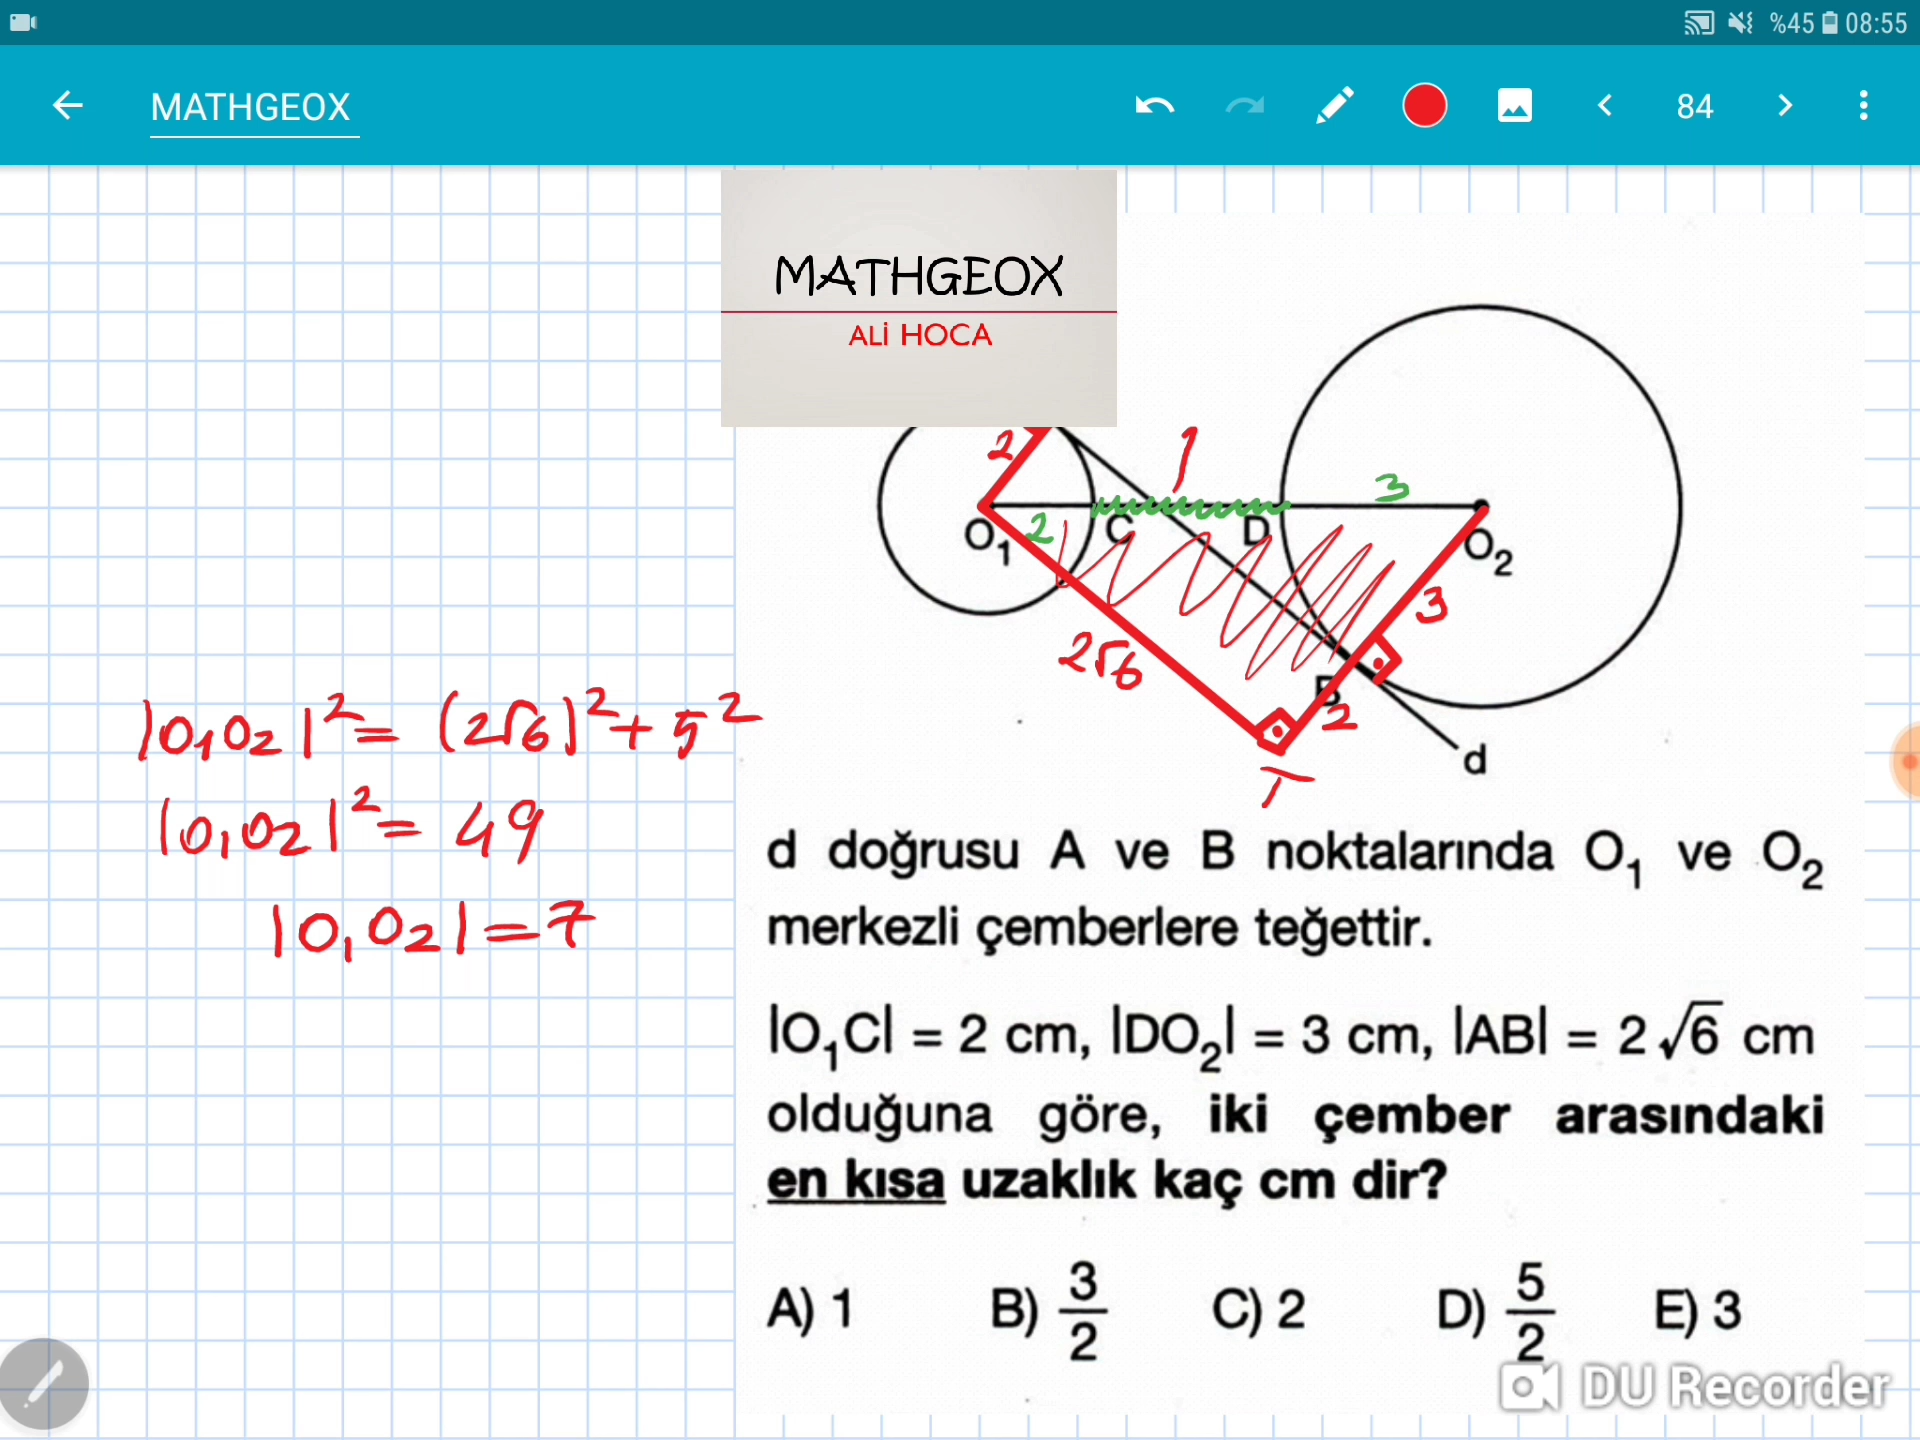 %45 08:55
MATHGEOX
84
MATHGEOX
ALİ HOCA
2
1
3
O1
2
C
D
O2
3
2√6
B
2
d
T
|O1O2|² = (2√6)² + 5²
|O1O2|² = 49
|O1O2| = 7
d doğrusu A ve B noktalarında O1 ve O2
merkezli çemberlere teğettir.
|O1C| = 2 cm, |DO2| = 3 cm, |AB| = 2√6 cm
olduğuna göre, iki çember arasındaki
en kısa uzaklık kaç cm dir?
A) 1 B) 3/2 C) 2 D) 5/2 E) 3
DU Recorder